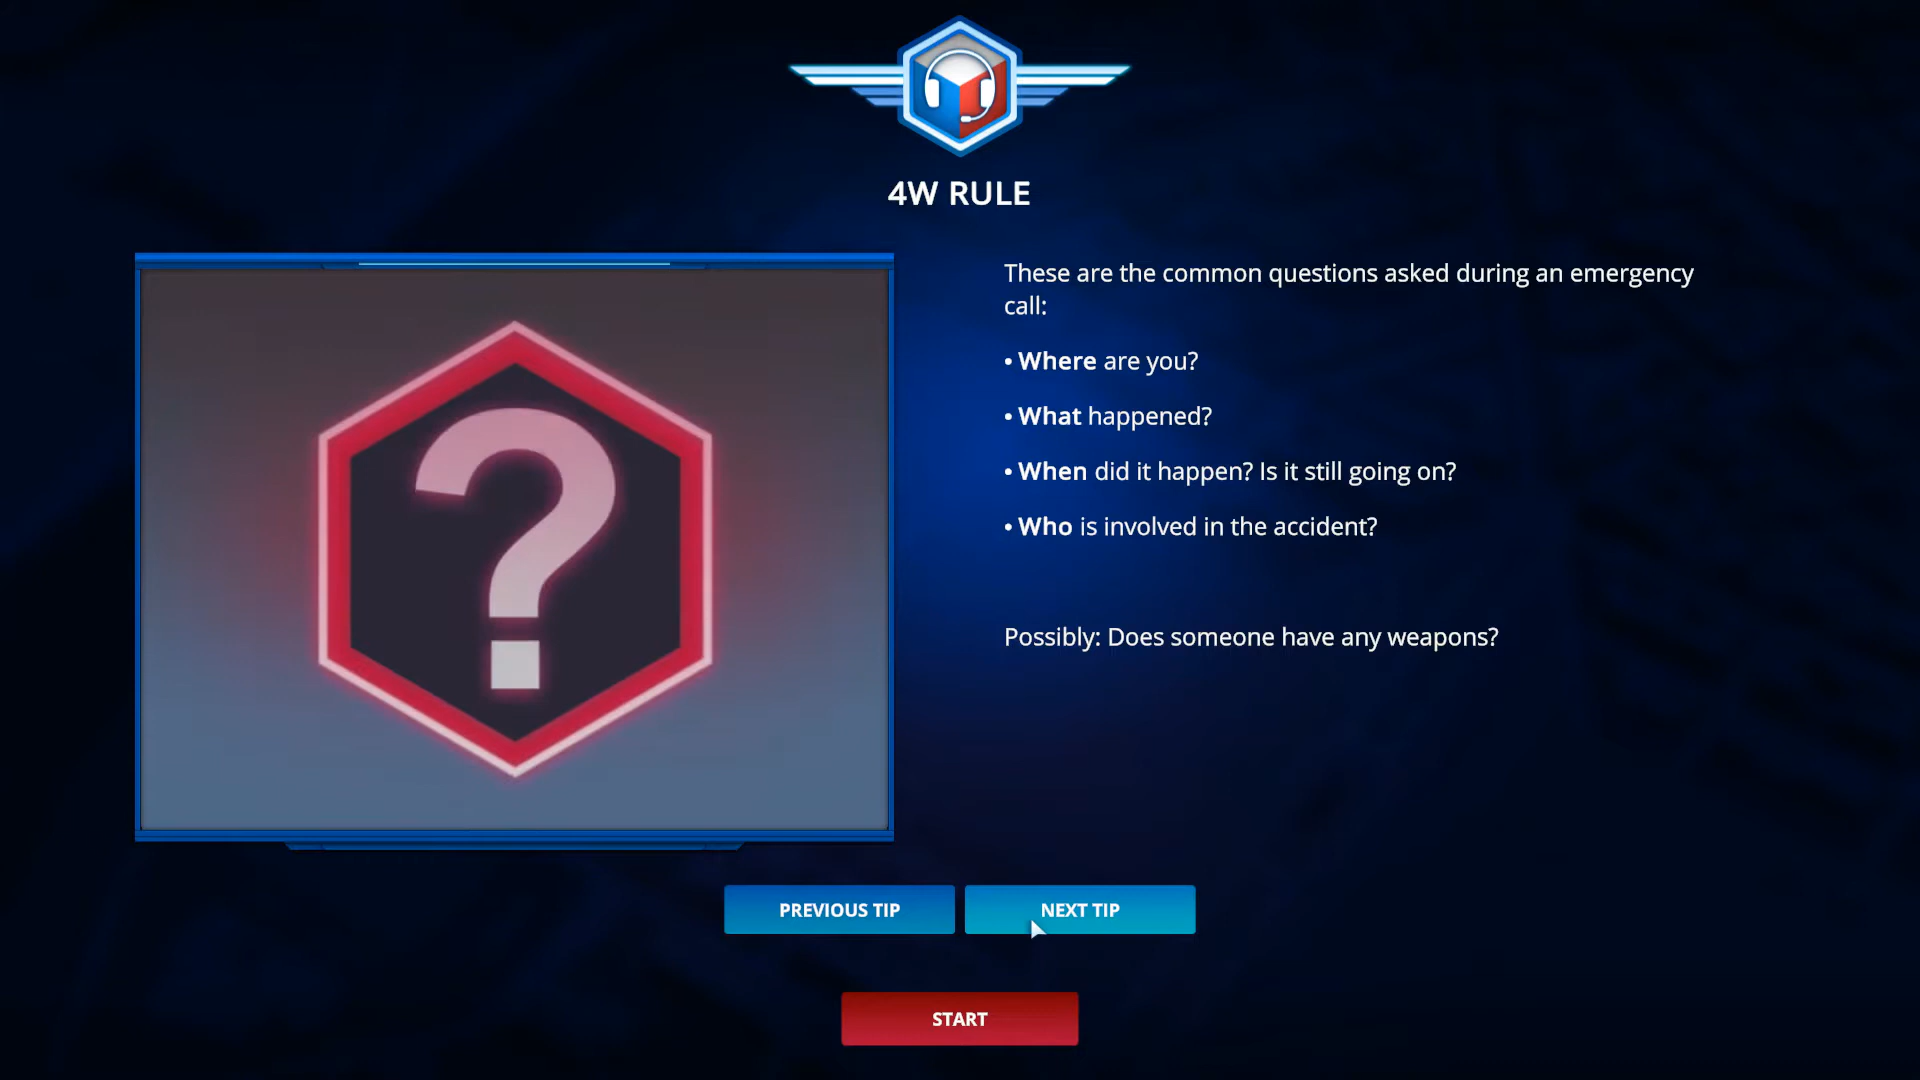 4W RULE
These are the common questions asked during an emergency
call:
• Where are you?
• What happened?
• When did it happen? Is it still going on?
• Who is involved in the accident?
Possibly: Does someone have any weapons?
?
PREVIOUS TIP
NEXT TIP
START